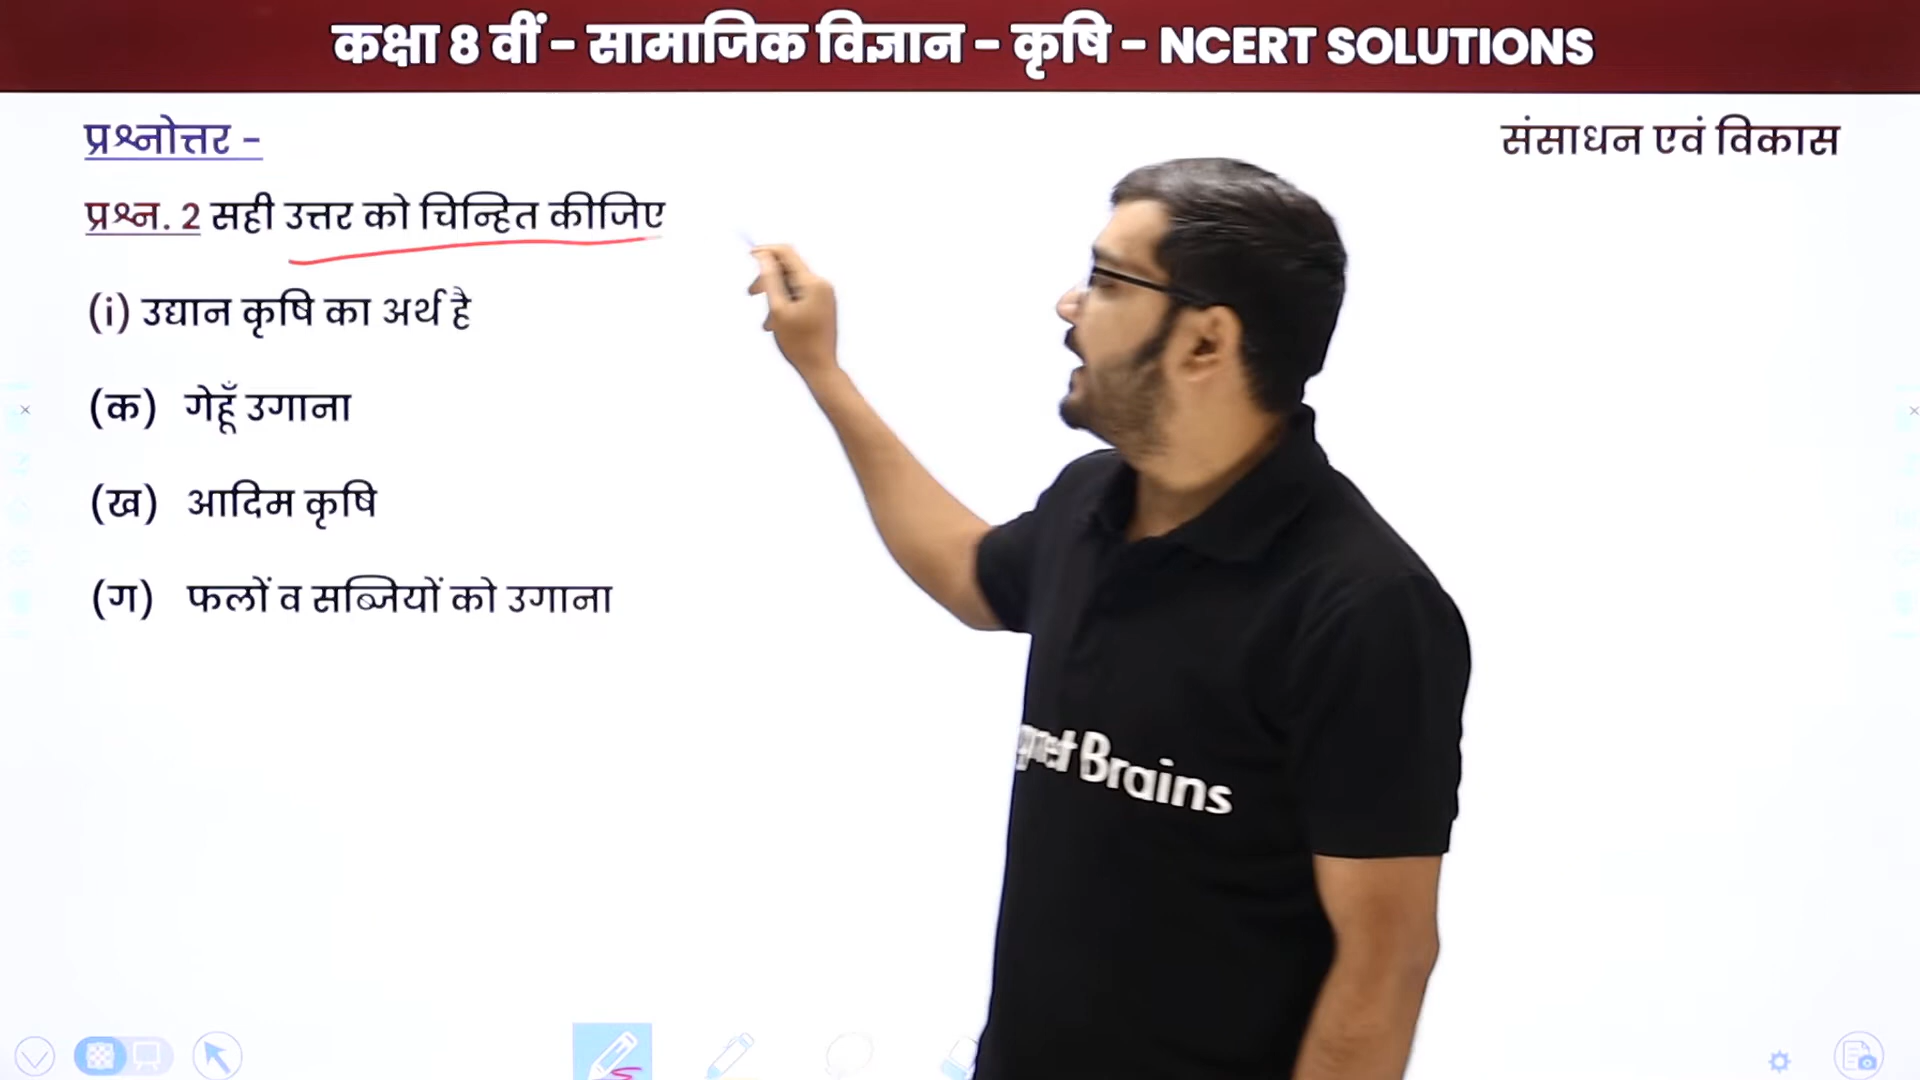 कक्षा 8 वीं – सामाजिक विज्ञान – कृषि – NCERT SOLUTIONS
प्रश्नोत्तर –
संसाधन एवं विकास
प्रश्न. 2 सही उत्तर को चिन्हित कीजिए
(i) उद्यान कृषि का अर्थ है
(क) गेहूँ उगाना
(ख) आदिम कृषि
(ग) फलों व सब्जियों को उगाना
Brains